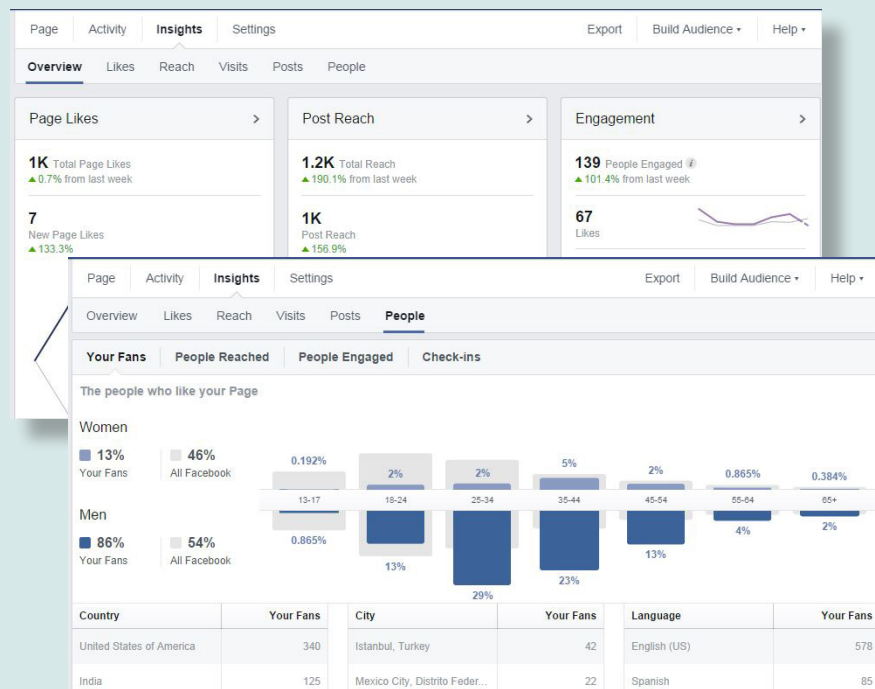 Page Activity Insights Settings Export Build Audience Help
Overview Likes Reach Visits Posts People
Page Likes > Post Reach > Engagement >
1K Total Page Likes 1.2K Total Reach 139 People Engaged i
▲0.7% from last week ▲190.1% from last week ▲101.4% from last week
7 1K 67
New Page Likes Post Reach Likes
▲133.3% ▲156.9%
Page Activity Insights Settings Export Build Audience Help
Overview Likes Reach Visits Posts People
Your Fans People Reached People Engaged Check-ins
The people who like your Page
Women
13% 46%
Your Fans All Facebook
0.192% 2% 2% 5% 2% 0.865% 0.384%
13-17 18-24 25-34 35-44 45-54 55-64 65+
Men
86% 54%
Your Fans All Facebook
0.865% 13% 29% 23% 13% 4% 2%
Country Your Fans City Your Fans Language Your Fans
United States of America 340 Istanbul, Turkey 42 English (US) 578
India 125 Mexico City, Distrito Feder... 22 Spanish 85